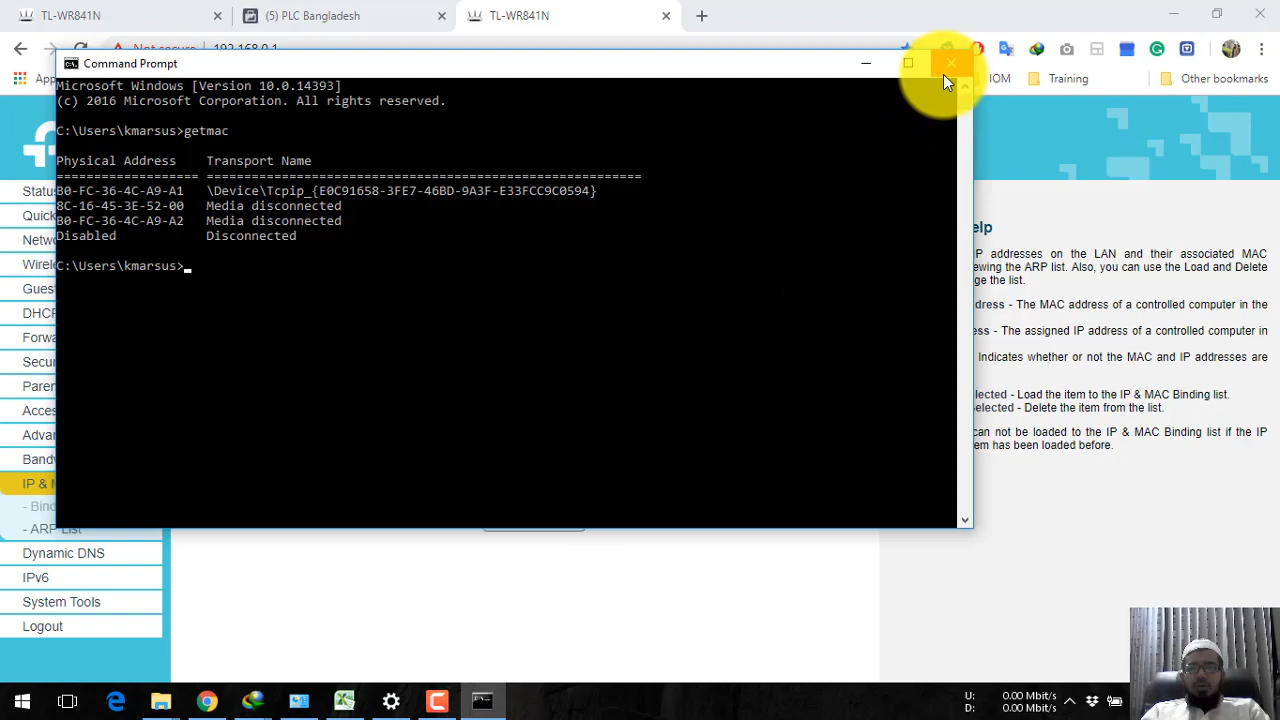 TL-WR841N
(5) PLC Bangladesh
TL-WR841N
Not secure
192.168.0.1
IOM
Training
Other bookmarks
Command Prompt
Microsoft Windows [Version 10.0.14393]
(c) 2016 Microsoft Corporation. All rights reserved.
C:\Users\kmarsus>getmac
Physical Address Transport Name
=================== ==========================================================
B0-FC-36-4C-A9-A1 \Device\Tcpip_{E0C91658-3FE7-46BD-9A3F-E33FCC9C0594}
8C-16-45-3E-52-00 Media disconnected
B0-FC-36-4C-A9-A2 Media disconnected
Disabled Disconnected
C:\Users\kmarsus>
Statu
Quick
Netw
Wirele
Gues
DHCP
Forwa
Secu
Paren
Acces
Advar
Bandw
IP & M
- Bind
- ARP List
Dynamic DNS
IPv6
System Tools
Logout
elp
P addresses on the LAN and their associated MAC
ewing the ARP list. Also, you can use the Load and Delete
ge the list.
dress - The MAC address of a controlled computer in the
ss - The assigned IP address of a controlled computer in
Indicates whether or not the MAC and IP addresses are
elected - Load the item to the IP & MAC Binding list.
elected - Delete the item from the list.
can not be loaded to the IP & MAC Binding list if the IP
em has been loaded before.
U: 0.00 Mbit/s
D: 0.00 Mbit/s